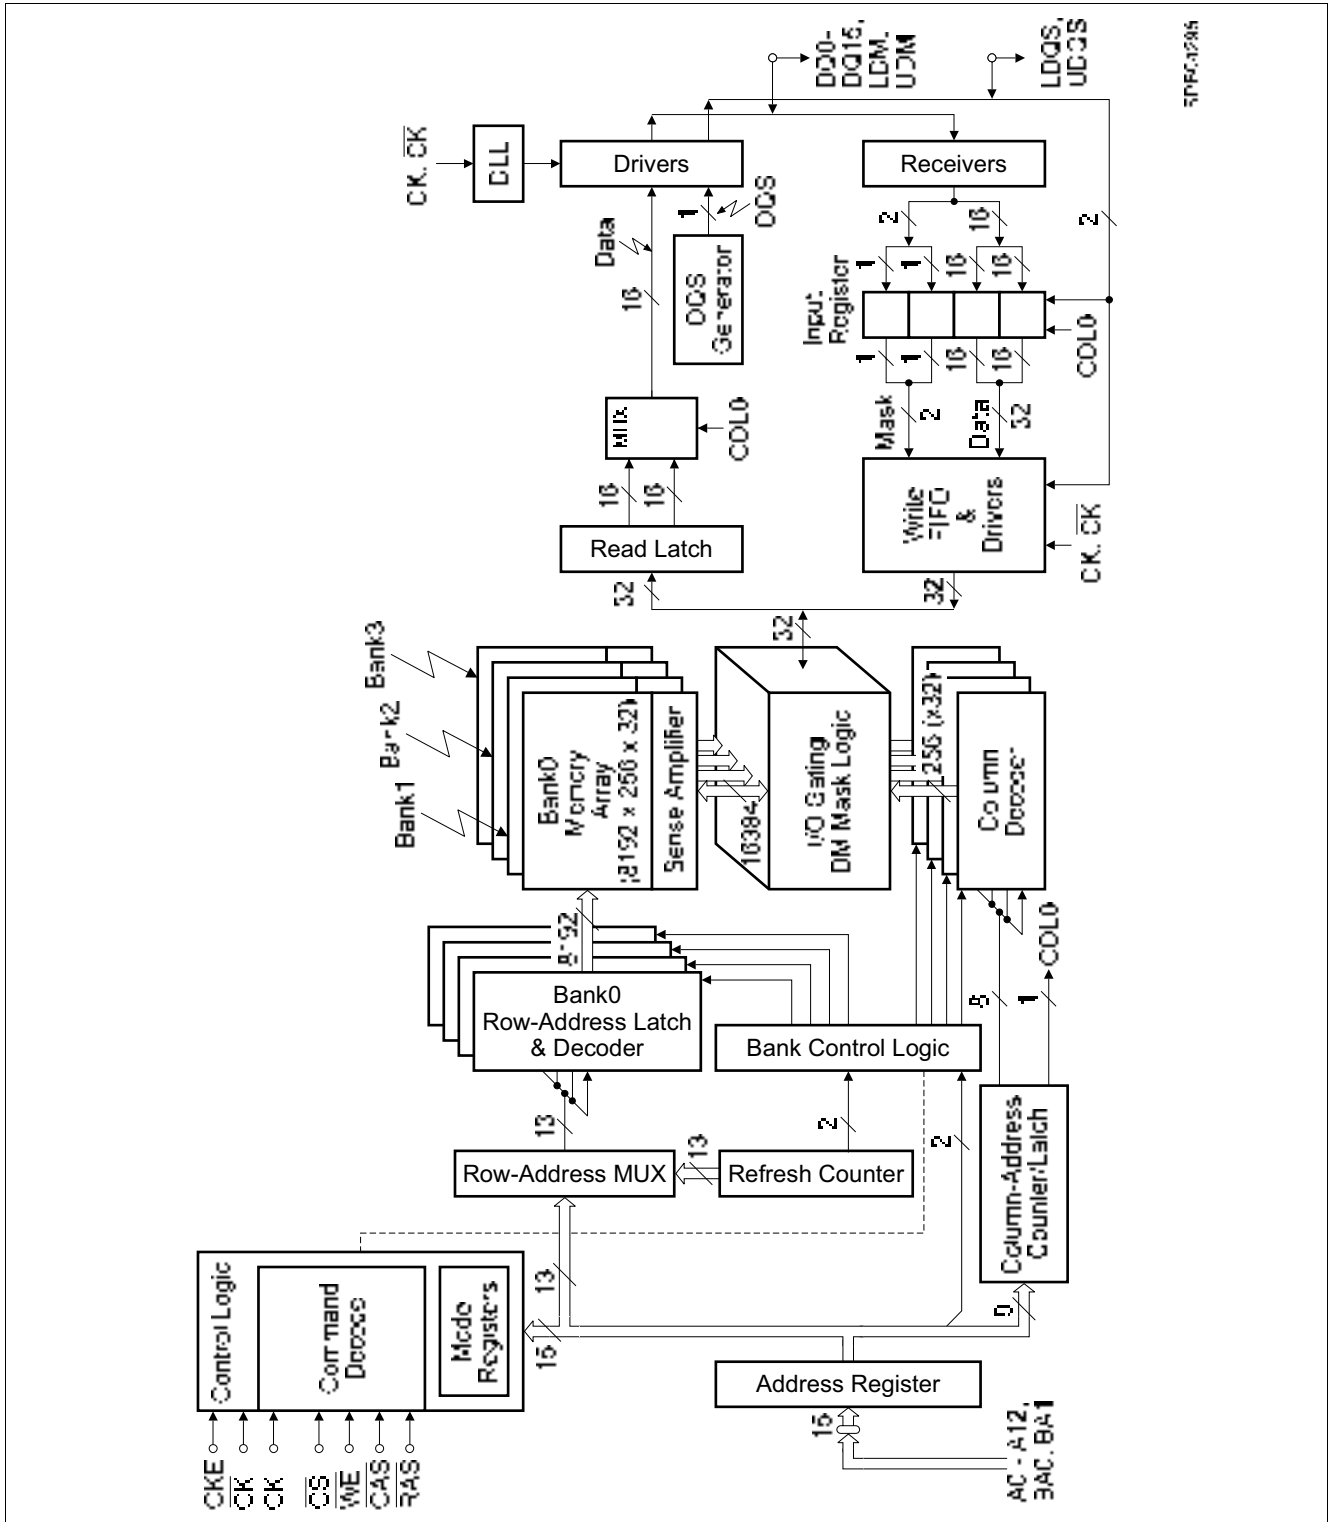 DQ0-
DQ15,
LDM,
UDM
LDQS,
UDQS
CK, CK
DLL
Drivers
Receivers
Data
1
DQS
16
DQS
Generator
2
16
2
1
1
16
16
Input
Register
1
1
16
16
COL0
MUX
COL0
Mask
2
Data
32
16
16
Read Latch
Write
FIFO
&
Drivers
CK, CK
32
32
32
Bank3
Bank2
Bank1
Bank0
Memory
Array
(8192 x 256 x 32)
Sense Amplifier
16384
I/O Gating
DM Mask Logic
256 (x32)
Column
Decoder
8192
Bank0
Row-Address Latch
& Decoder
Bank Control Logic
8
1
COL0
13
2
2
Row-Address MUX
13
Refresh Counter
Column-Address
Counter/Latch
Control Logic
Command
Decode
Mode
Registers
13
15
9
Address Register
15
CKE
CK
CK
CS
WE
CAS
RAS
A0 - A12,
BA0, BA1